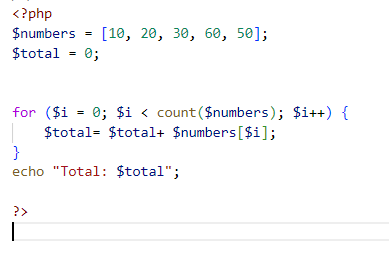 <?php
$numbers = [10, 20, 30, 60, 50];
$total = 0;
for ($i = 0; $i < count($numbers); $i++) {
    $total= $total+ $numbers[$i];
}
echo "Total: $total";
?>